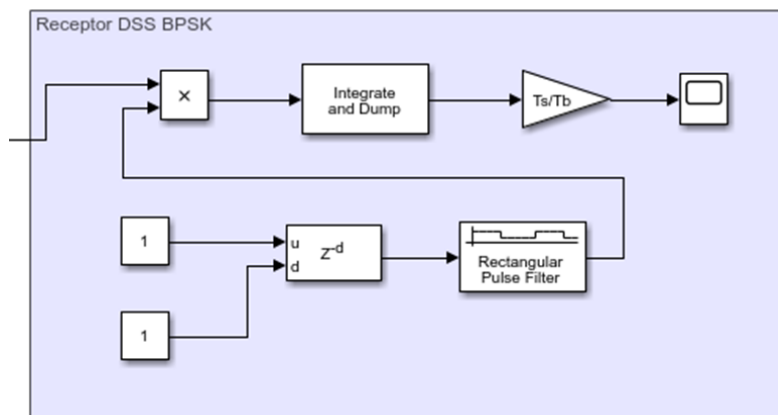 Receptor DSS BPSK
×
Integrate
and Dump
Ts/Tb
1
u
d
Z-d
Rectangular
Pulse Filter
1